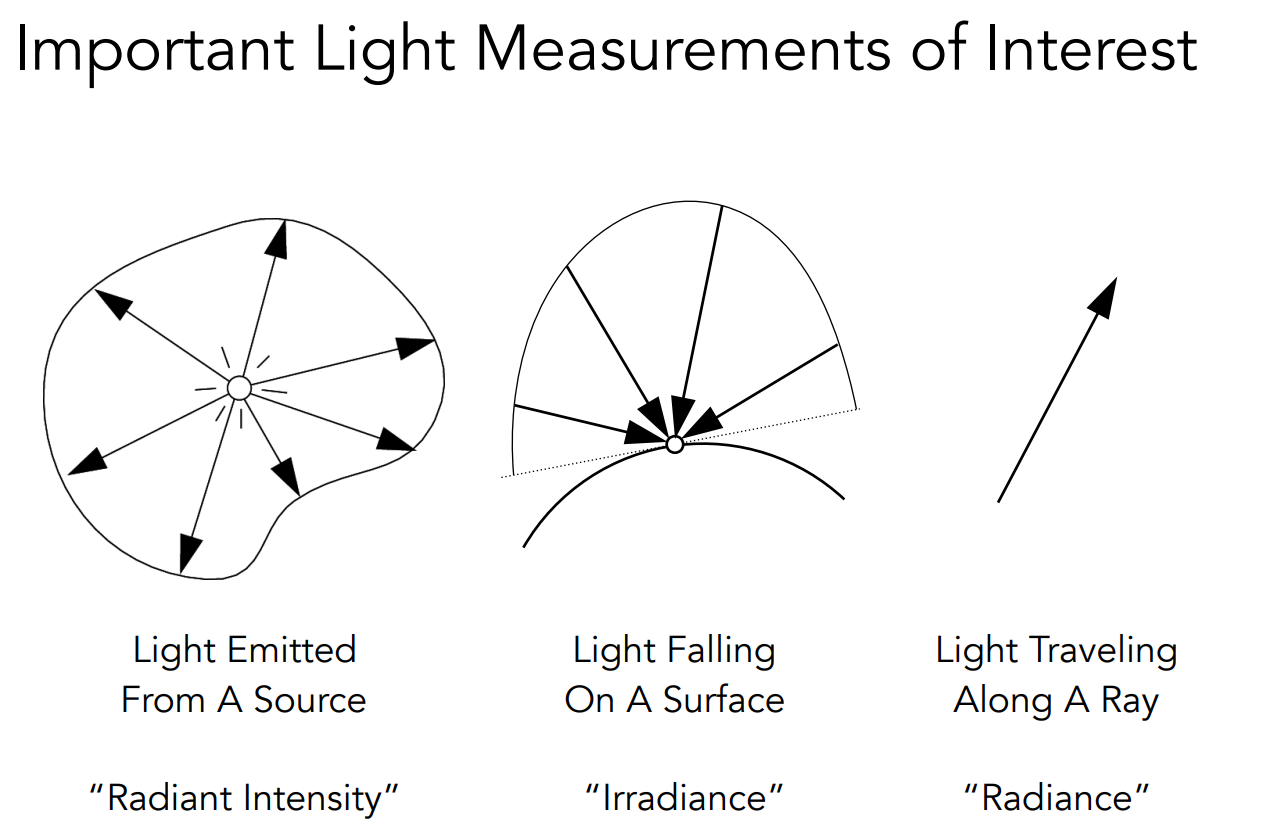 Important Light Measurements of Interest
Light Emitted
From A Source
“Radiant Intensity”
Light Falling
On A Surface
“Irradiance”
Light Traveling
Along A Ray
“Radiance”